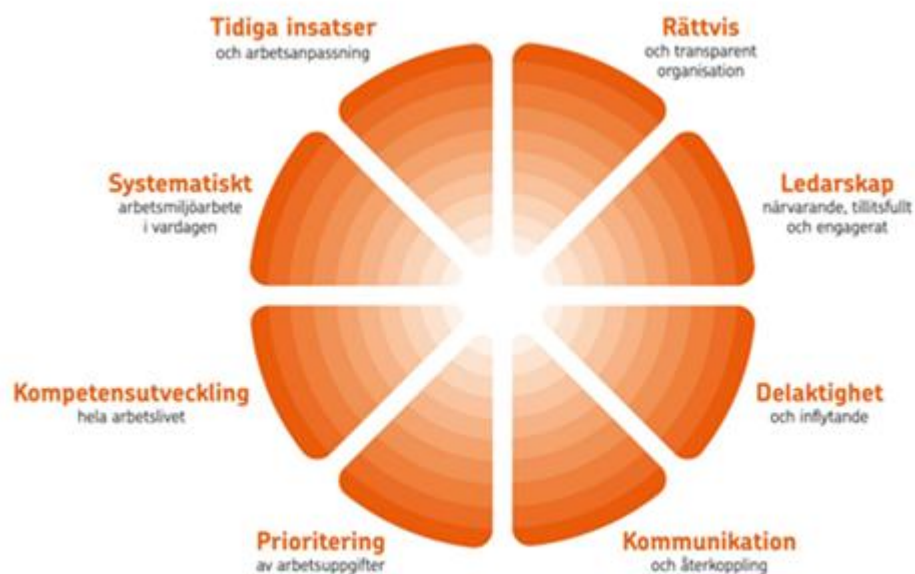 Tidiga insatser
och arbetsanpassning
Rättvis
och transparent
organisation
Systematiskt
arbetsmiljöarbete
i vardagen
Ledarskap
närvarande, tillitsfullt
och engagerat
Kompetensutveckling
hela arbetslivet
Delaktighet
och inflytande
Prioritering
av arbetsuppgifter
Kommunikation
och återkoppling